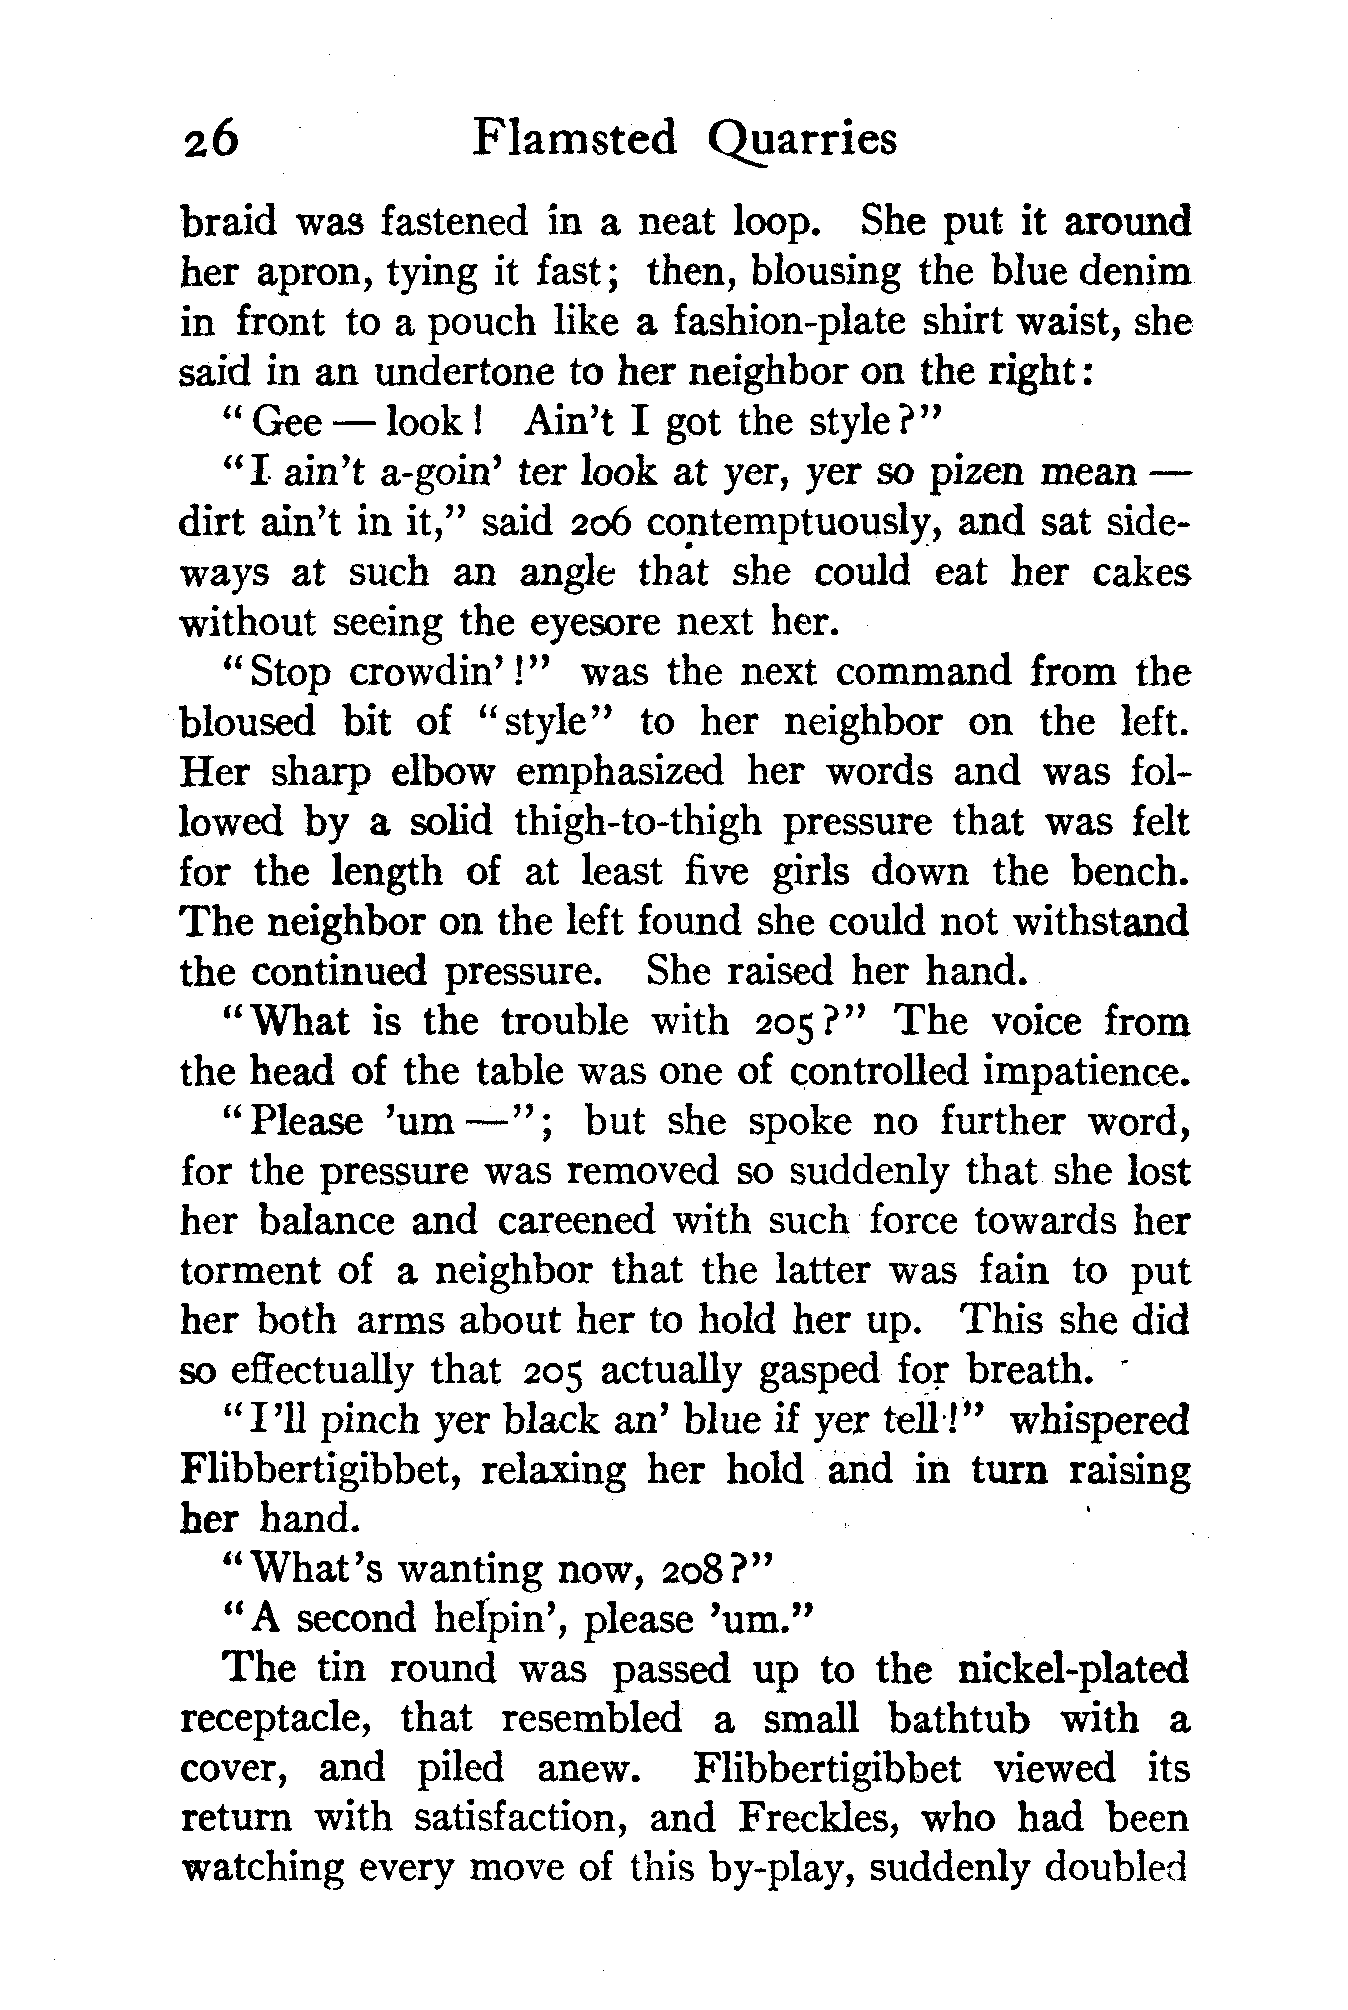 26 Flamsted Quarries
braid was fastened in a neat loop. She put it around
her apron, tying it fast; then, blousing the blue denim
in front to a pouch like a fashion-plate shirt waist, she
said in an undertone to her neighbor on the right:
"Gee — look! Ain't I got the style?"
"I ain't a-goin' ter look at yer, yer so pizen mean —
dirt ain't in it," said 206 contemptuously, and sat side-
ways at such an angle that she could eat her cakes
without seeing the eyesore next her.
"Stop crowdin'!" was the next command from the
bloused bit of "style" to her neighbor on the left.
Her sharp elbow emphasized her words and was fol-
lowed by a solid thigh-to-thigh pressure that was felt
for the length of at least five girls down the bench.
The neighbor on the left found she could not withstand
the continued pressure. She raised her hand.
"What is the trouble with 205?" The voice from
the head of the table was one of controlled impatience.
"Please 'um —"; but she spoke no further word,
for the pressure was removed so suddenly that she lost
her balance and careened with such force towards her
torment of a neighbor that the latter was fain to put
her both arms about her to hold her up. This she did
so effectually that 205 actually gasped for breath.
"I'll pinch yer black an' blue if yer tell!" whispered
Flibbertigibbet, relaxing her hold and in turn raising
her hand.
"What's wanting now, 208?"
"A second helpin', please 'um."
The tin round was passed up to the nickel-plated
receptacle, that resembled a small bathtub with a
cover, and piled anew. Flibbertigibbet viewed its
return with satisfaction, and Freckles, who had been
watching every move of this by-play, suddenly doubled